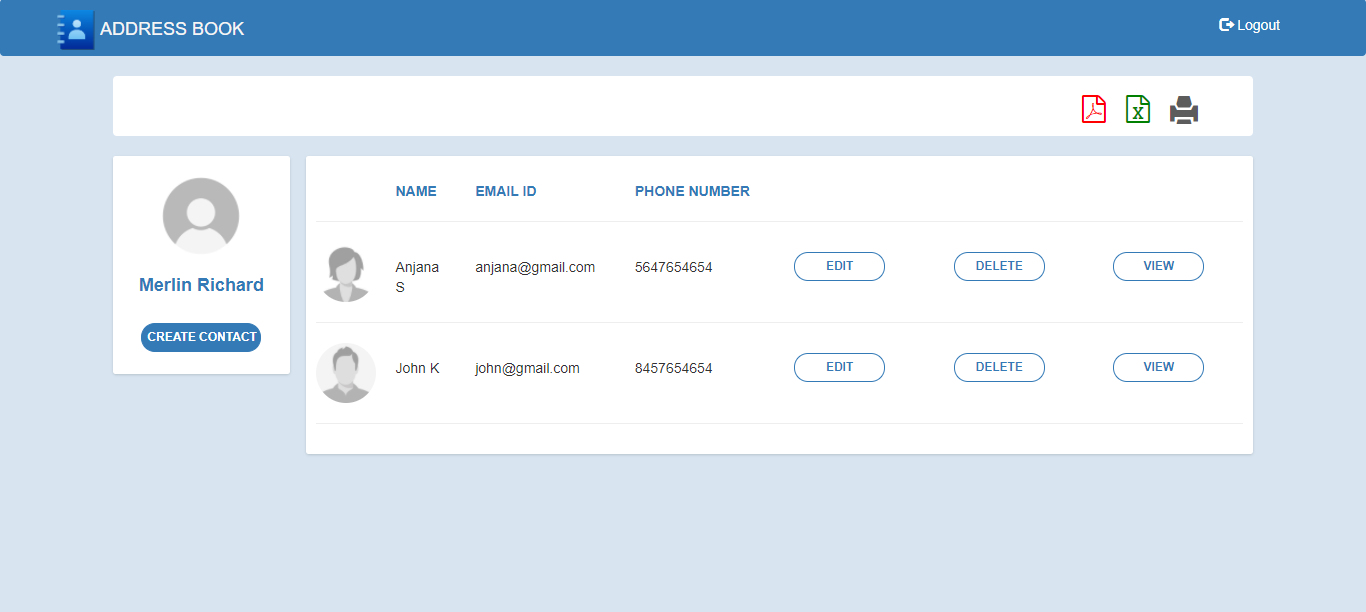 ADDRESS BOOK
Logout
Merlin Richard
CREATE CONTACT
NAME EMAIL ID PHONE NUMBER
Anjana anjana@gmail.com 5647654654 EDIT DELETE VIEW
S
John K john@gmail.com 8457654654 EDIT DELETE VIEW